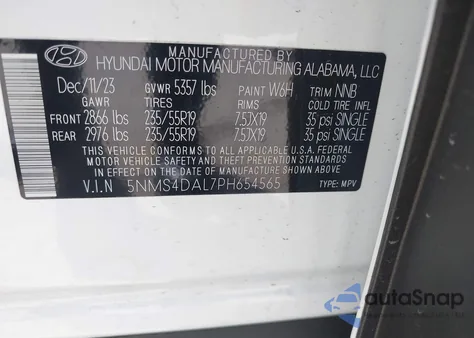 MANUFACTURED BY
HYUNDAI MOTOR MANUFACTURING ALABAMA, LLC
Dec/11/23 GVWR 5357 lbs PAINT W6H TRIM NNB
GAWR TIRES RIMS COLD TIRE INFL
FRONT 2866 lbs 235/55R19 7.5JX19 35 psi SINGLE
REAR 2976 lbs 235/55R19 7.5JX19 35 psi SINGLE
THIS VEHICLE CONFORMS TO ALL APPLICABLE U.S.A. FEDERAL
MOTOR VEHICLE SAFETY, BUMPER, AND THEFT PREVENTION
STANDARDS IN EFFECT ON THE DATE OF MANUFACTURE SHOWN ABOVE.
V.I.N 5NMS4DAL7PH654565 TYPE: MPV
autoSnap